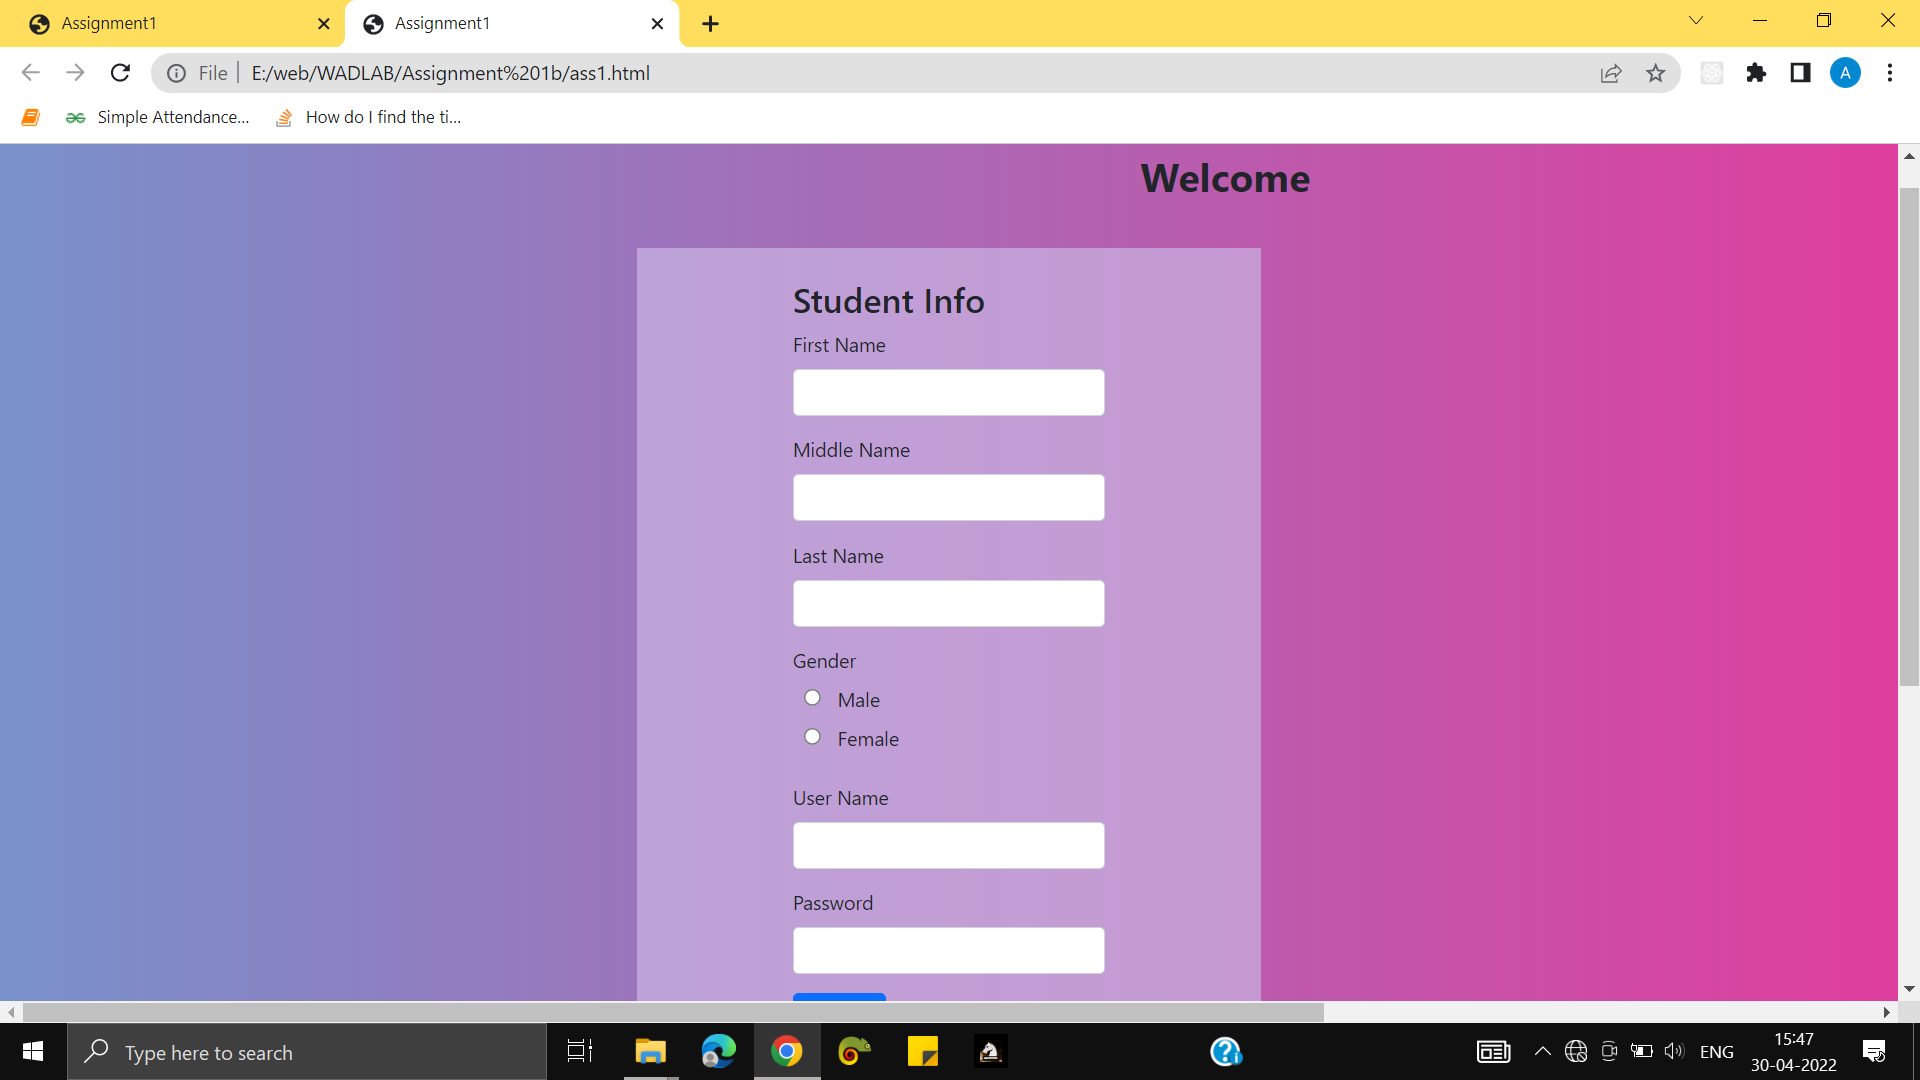 Assignment1
Assignment1
File | E:/web/WADLAB/Assignment%201b/ass1.html
A
Simple Attendance...
How do I find the ti...
Welcome
Student Info
First Name
Middle Name
Last Name
Gender
Male
Female
User Name
Password
Type here to search
ENG
15:47
30-04-2022